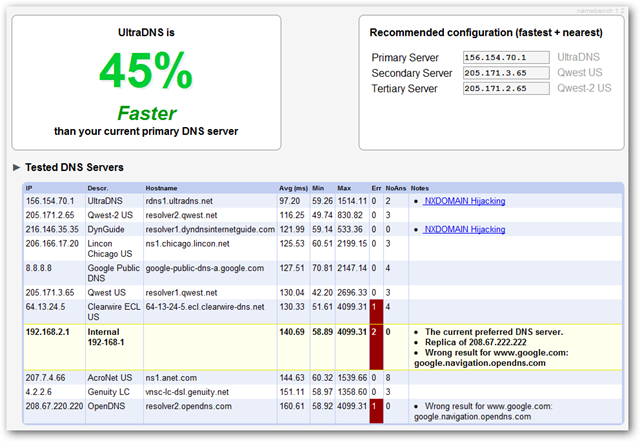 namebench 1.2
UltraDNS is
45%
Faster
than your current primary DNS server
Recommended configuration (fastest + nearest)
Primary Server 156.154.70.1 UltraDNS
Secondary Server 205.171.3.65 Qwest US
Tertiary Server 205.171.2.65 Qwest-2 US
Tested DNS Servers
IP Descr. Hostname Avg (ms) Min Max Err NoAns Notes
156.154.70.1 UltraDNS rdns1.ultradns.net 97.20 59.26 1514.11 0 2 • NXDOMAIN Hijacking
205.171.2.65 Qwest-2 US resolver2.qwest.net 116.25 49.74 830.82 0 3
216.146.35.35 DynGuide resolver1.dyndnsinternetguide.com 121.99 59.14 533.36 0 0 • NXDOMAIN Hijacking
206.166.17.20 Lincon ns1.chicago.lincon.net 125.53 60.51 2199.15 0 3
Chicago US
8.8.8.8 Google Public google-public-dns-a.google.com 127.51 70.81 2147.14 0 4
DNS
205.171.3.65 Qwest US resolver1.qwest.net 130.04 42.20 2696.33 0 3
64.13.24.5 Clearwire ECL 64-13-24-5.ecl.clearwire-dns.net 130.33 51.61 4099.31 1 4
US
192.168.2.1 Internal 140.69 58.89 4099.31 2 0 • The current preferred DNS server.
192-168-1 • Replica of 208.67.222.222
• Wrong result for www.google.com:
google.navigation.opendns.com
207.7.4.66 AcroNet US ns1.anet.com 144.63 60.32 1539.66 0 8
4.2.2.6 Genuity LC vnsc-lc-dsl.genuity.net 151.11 58.97 1358.60 0 3
208.67.220.220 OpenDNS resolver2.opendns.com 160.61 58.92 4099.31 1 0 • Wrong result for www.google.com:
google.navigation.opendns.com